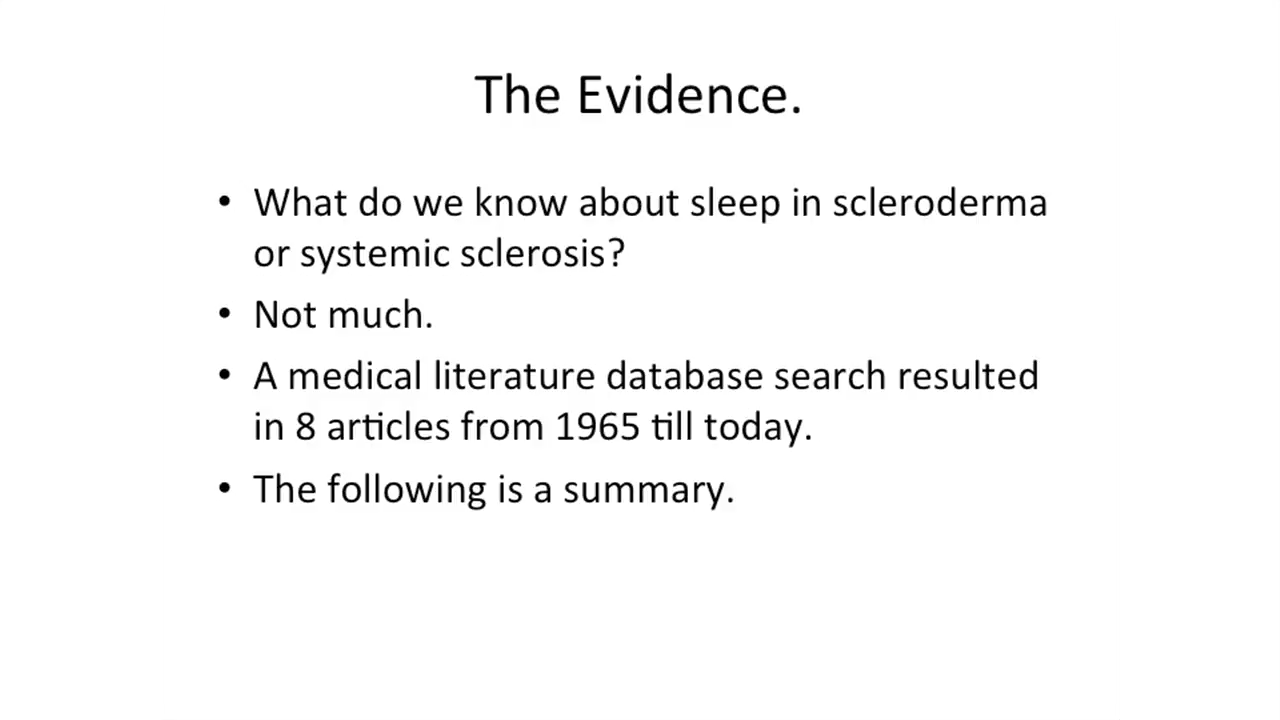 The Evidence.
• What do we know about sleep in scleroderma
or systemic sclerosis?
• Not much.
• A medical literature database search resulted
in 8 articles from 1965 till today.
• The following is a summary.